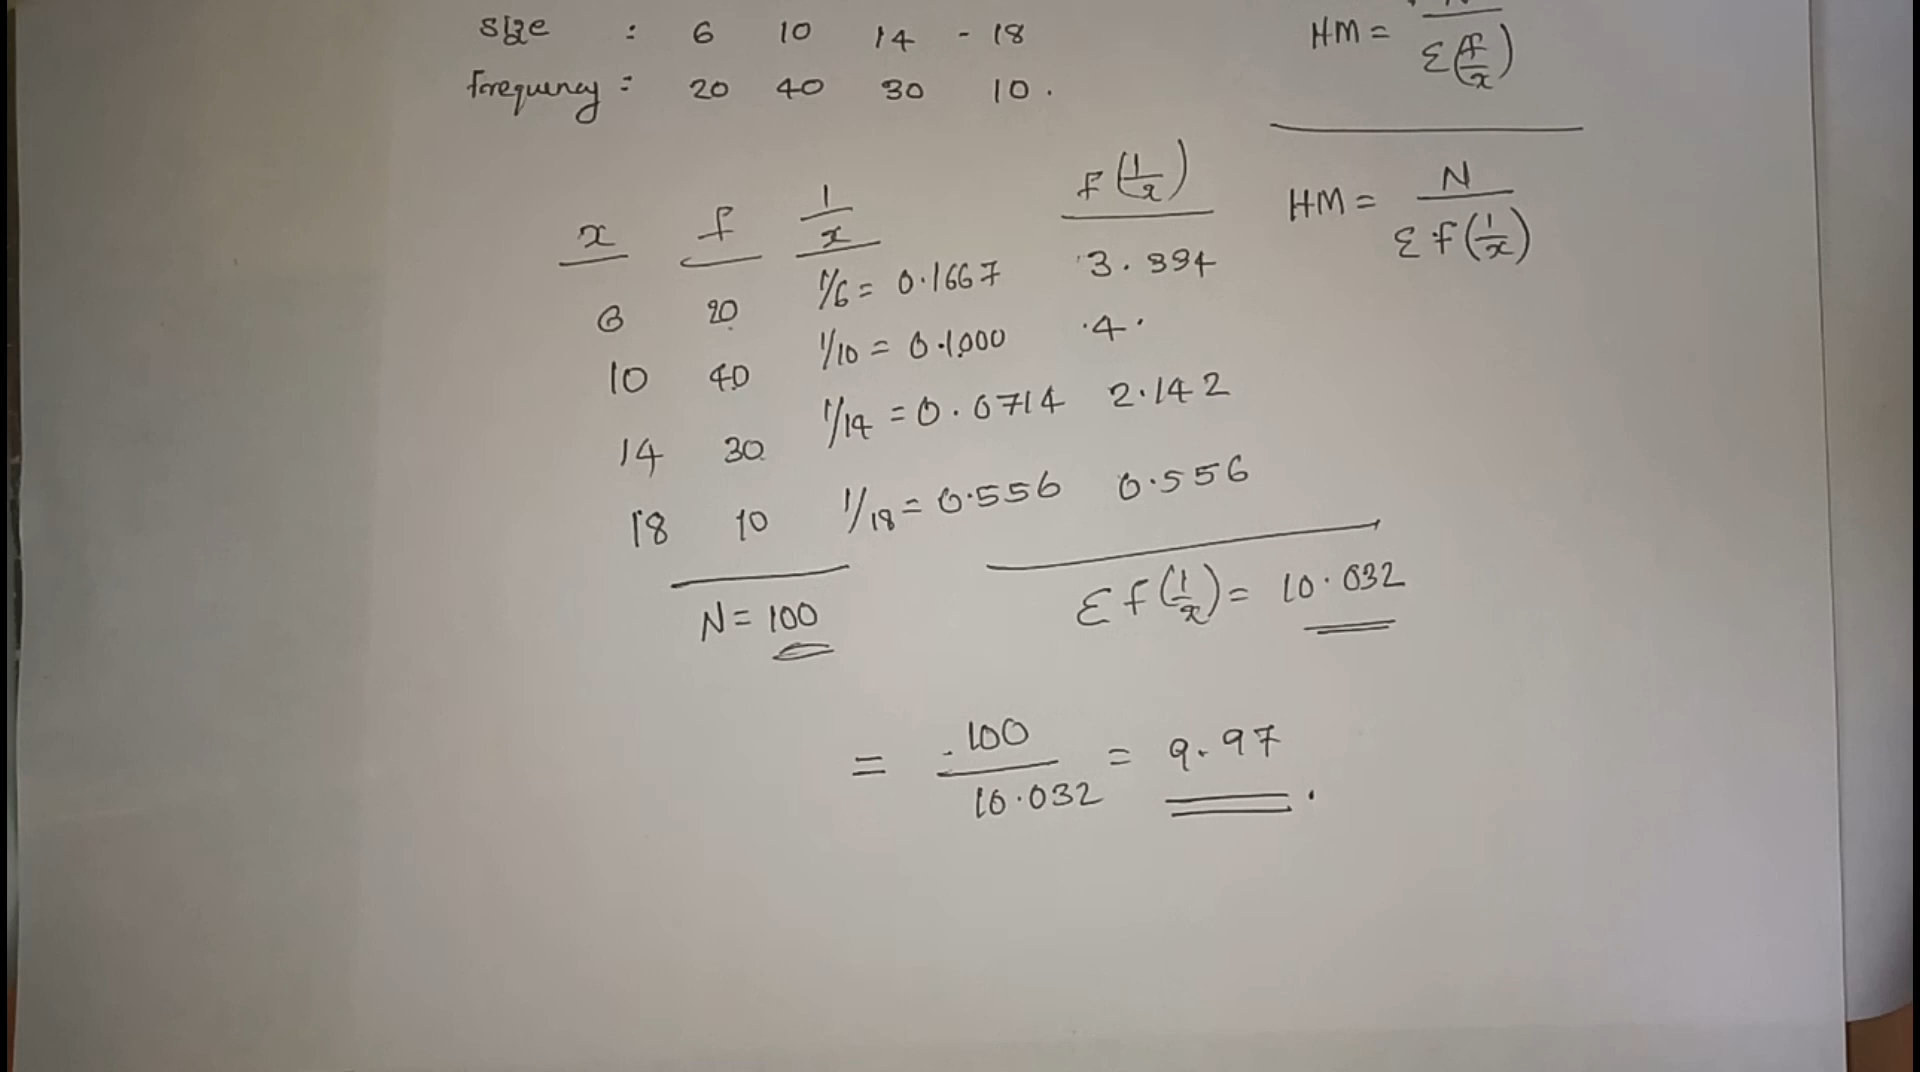 size : 6 10 14 - 18
frequency : 20 40 30 10 .
HM = N / Σ(f/x)
x f 1/x f(1/x)
HM = N / Σ f(1/x)
6 20 1/6 = 0.1667 3.334
10 40 1/10 = 0.1000 4.
14 30 1/14 = 0.0714 2.142
18 10 1/18 = 0.556 0.556
N = 100 Σ f(1/x) = 10.032
= 100 / 10.032 = 9.97 .